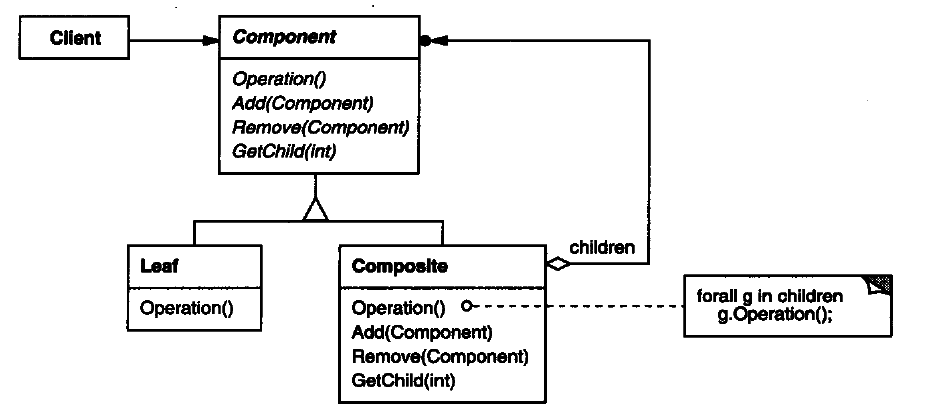 Client
Component
Operation()
Add(Component)
Remove(Component)
GetChild(int)
children
Leaf
Operation()
Composite
Operation()
Add(Component)
Remove(Component)
GetChild(int)
forall g in children
g.Operation();